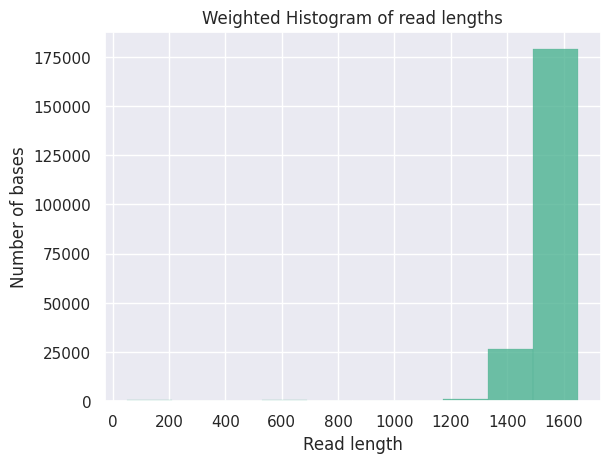 Weighted Histogram of read lengths
175000
150000
125000
100000
75000
50000
25000
0
0 200 400 600 800 1000 1200 1400 1600
Number of bases
Read length